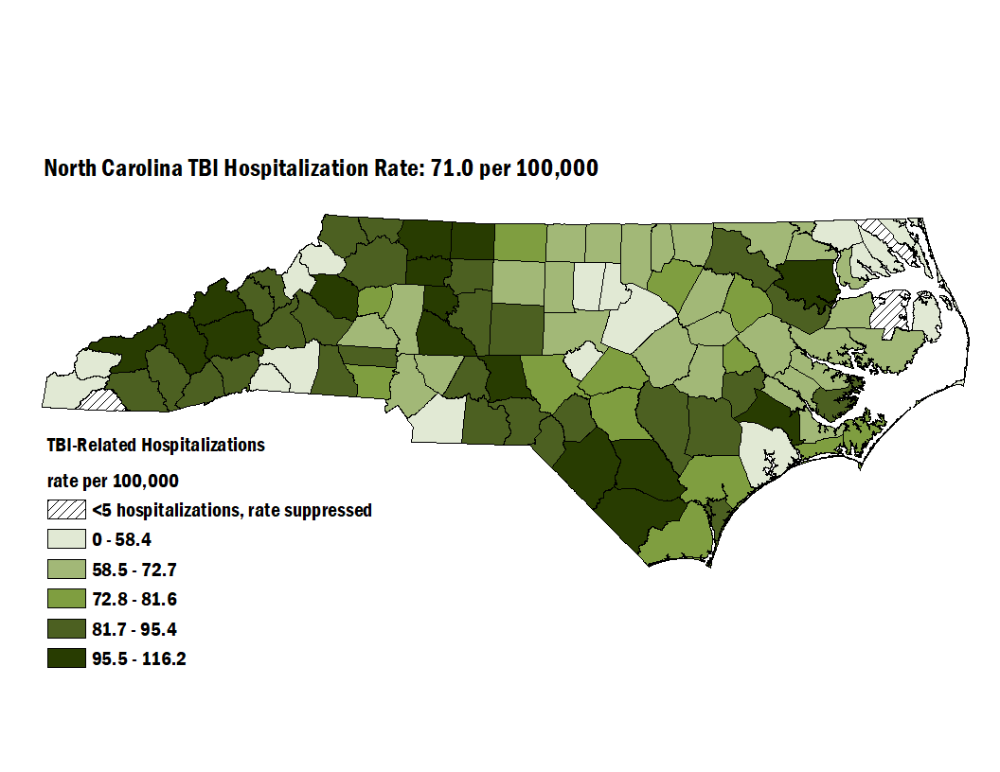 North Carolina TBI Hospitalization Rate: 71.0 per 100,000
TBI-Related Hospitalizations
rate per 100,000
<5 hospitalizations, rate suppressed
0 - 58.4
58.5 - 72.7
72.8 - 81.6
81.7 - 95.4
95.5 - 116.2